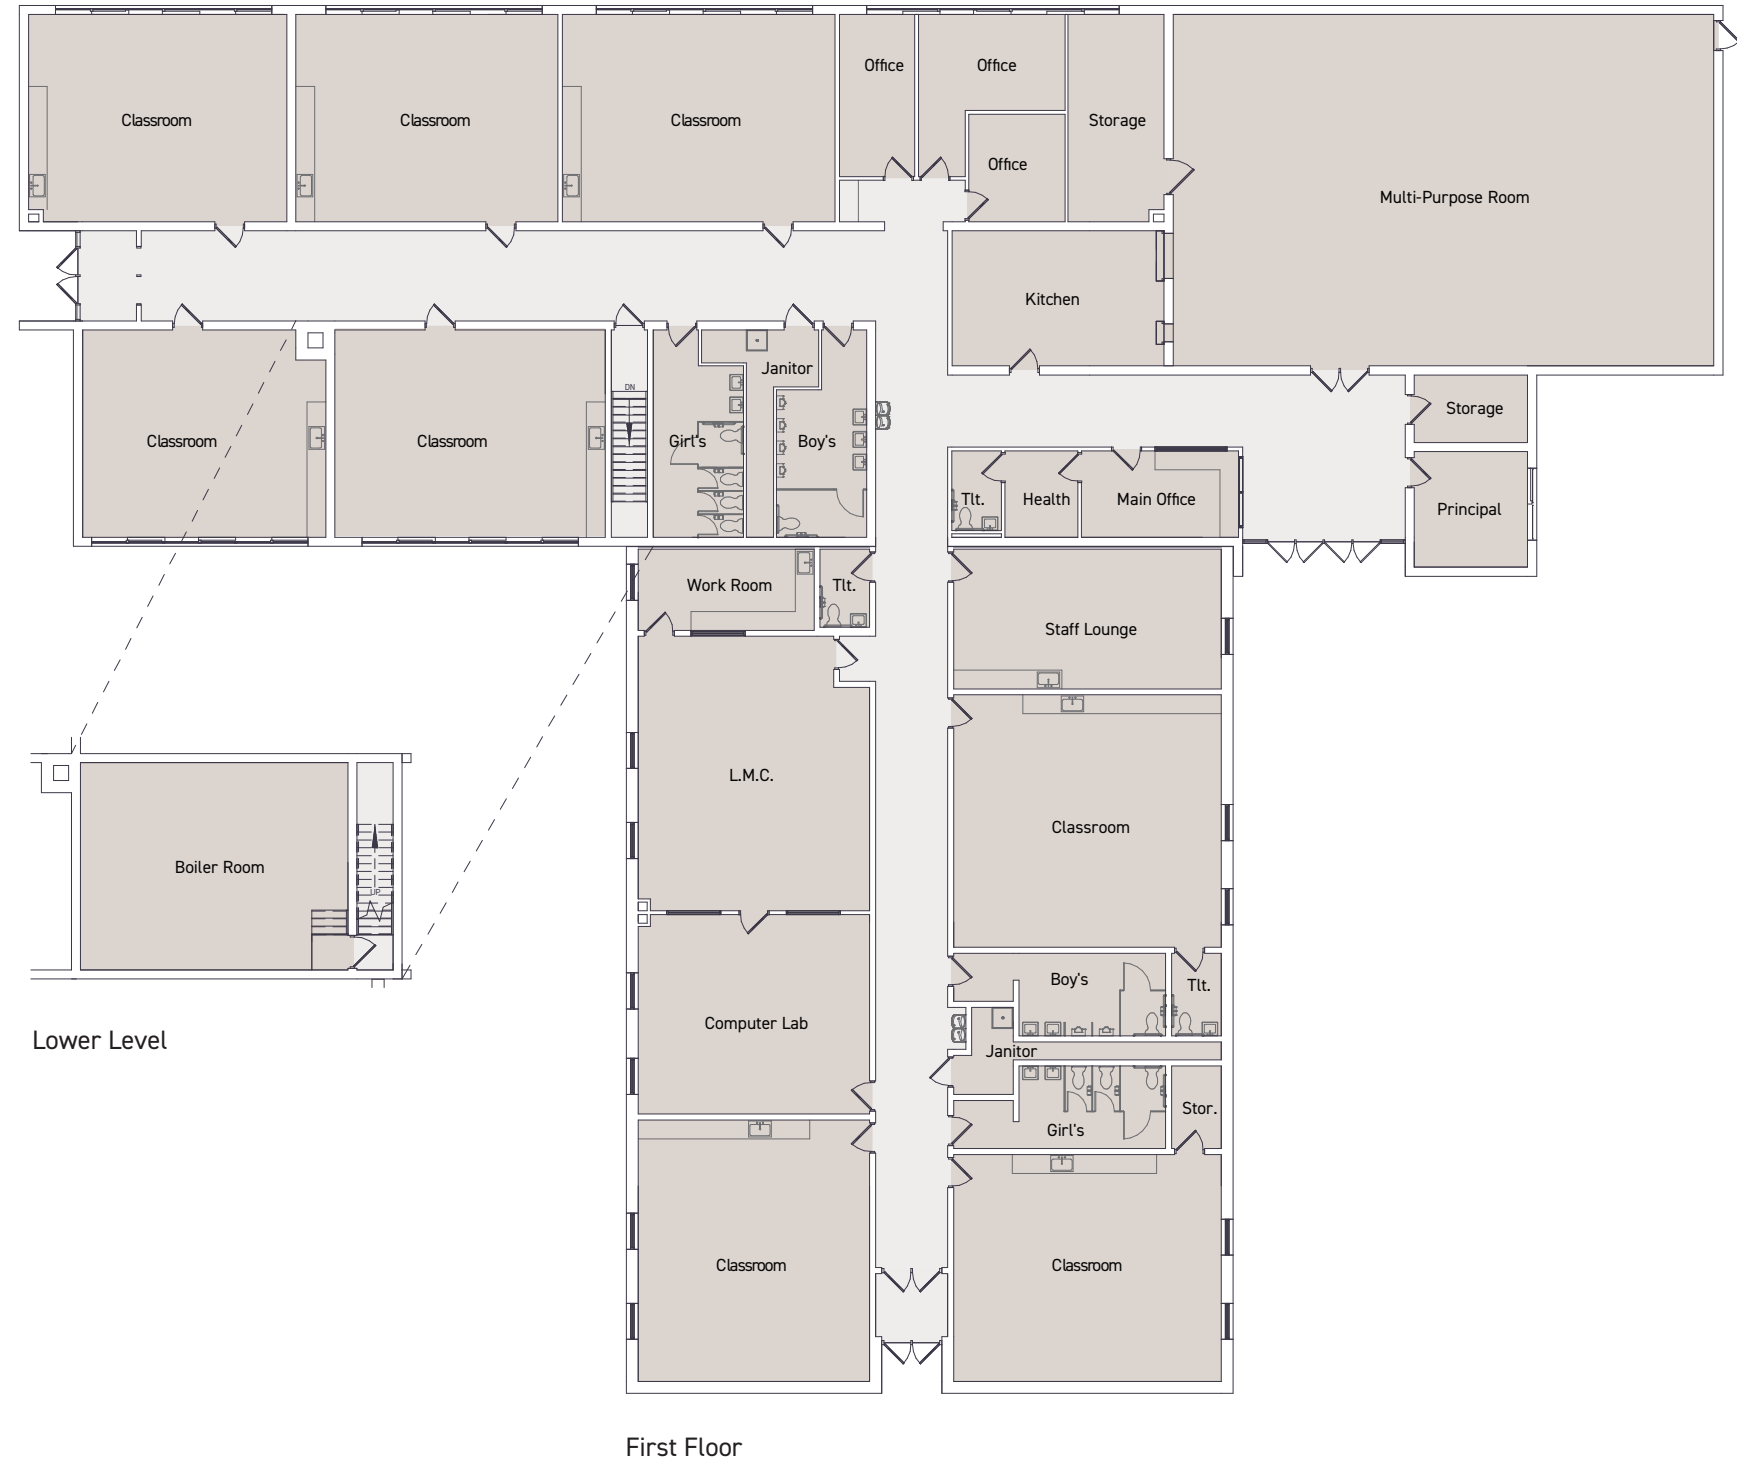 Office
Office
Classroom
Classroom
Classroom
Storage
Office
Multi-Purpose Room
Kitchen
Janitor
DN
Storage
Classroom
Classroom
Girl's
Boy's
Tlt.
Health
Main Office
Principal
Work Room
Tlt.
Staff Lounge
L.M.C.
Classroom
Boiler Room
UP
Boy's
Tlt.
Computer Lab
Lower Level
Janitor
Stor.
Girl's
Classroom
Classroom
First Floor